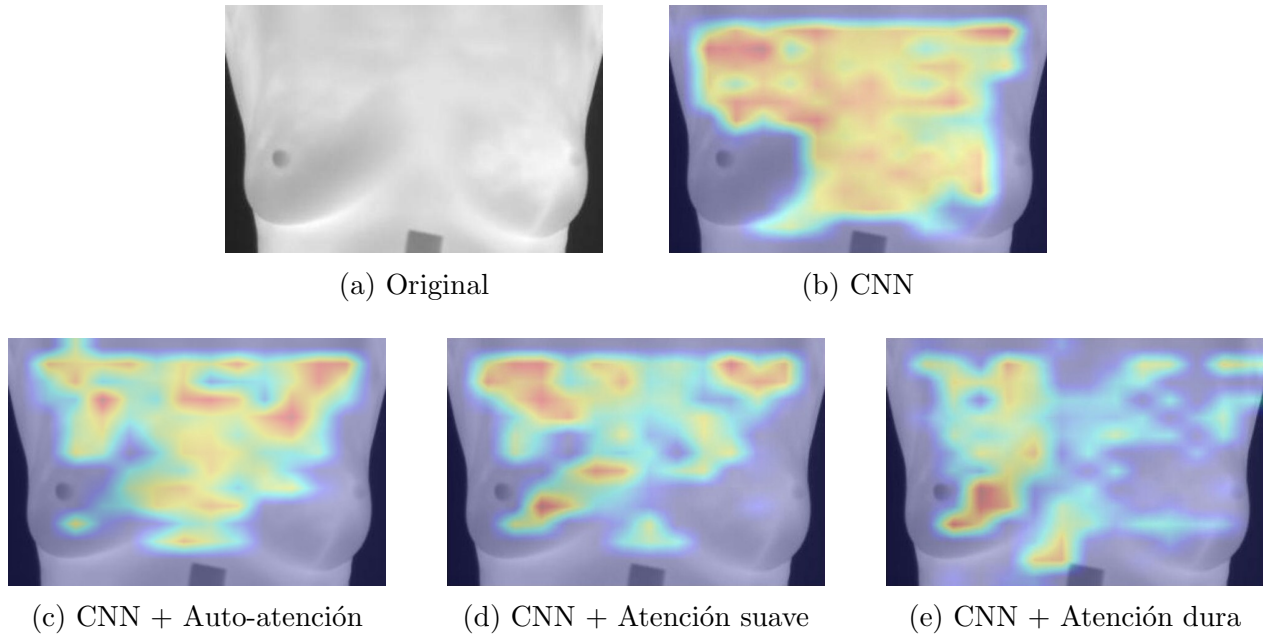 (a) Original
(b) CNN
(c) CNN + Auto-atención
(d) CNN + Atención suave
(e) CNN + Atención dura